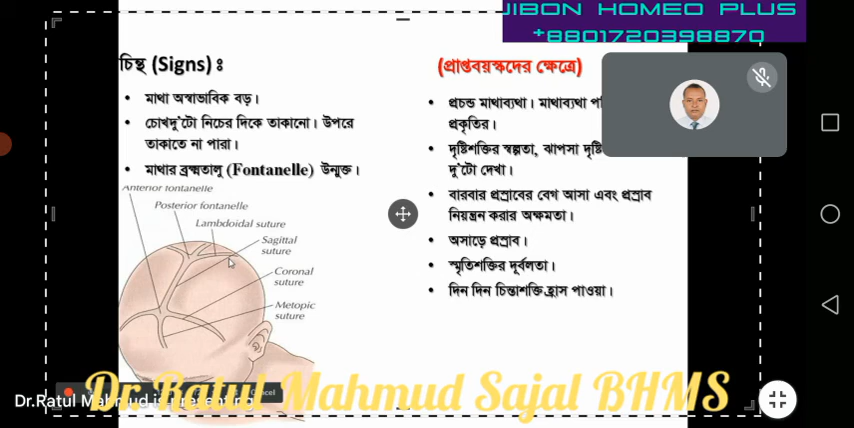 JIBON HOMEO PLUS
+8801720398870
চিহ্ন (Signs) ঃ
• মাথা অস্বাভাবিক বড়।
• চোখদু'টো নিচের দিকে তাকানো। উপরে
তাকাতে না পারা।
• মাথার ব্রহ্মতালু (Fontanelle) উন্মুক্ত।
Anterior fontanelle
Posterior fontanelle
Lambdoidal suture
Sagittal
suture
Coronal
suture
Metopic
suture
(প্রাপ্তবয়স্কদের ক্ষেত্রে)
• প্রচন্ড মাথাব্যথা। মাথাব্যথা
প্রকৃতির।
• দৃষ্টিশক্তির স্বল্পতা, ঝাপসা
দু'টো দেখা।
• বারবার প্রস্রাবের বেগ আসা এবং প্রস্রাব
নিয়ন্ত্রন করার অক্ষমতা।
• অসাড়ে প্রস্রাব।
• স্মৃতিশক্তির দূর্বলতা।
• দিন দিন চিন্তাশক্তি হ্রাস পাওয়া।
Dr.Ratul Mahmud Sajal BHMS
Dr.Ratul Mahmud is presenting